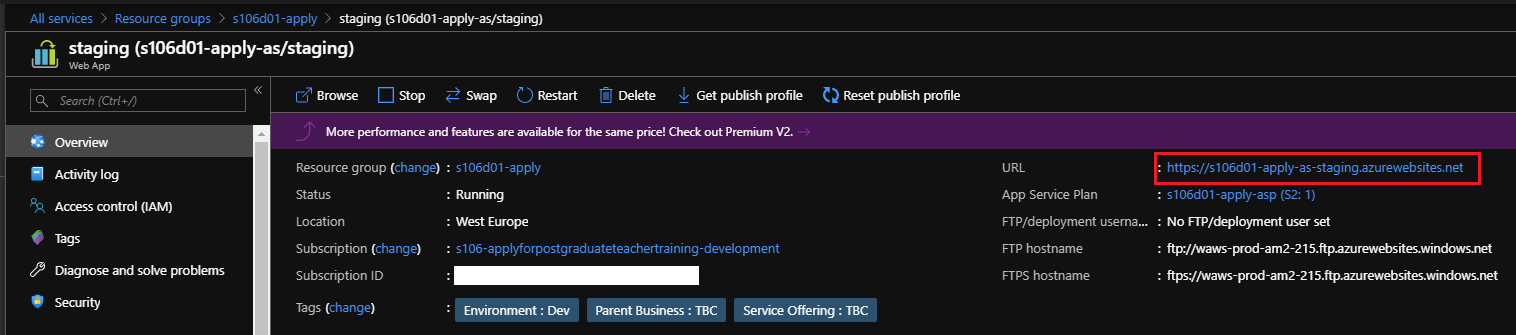 All services > Resource groups > s106d01-apply > staging (s106d01-apply-as/staging)
staging (s106d01-apply-as/staging)
Web App
Search (Ctrl+/)
«
Browse Stop Swap Restart Delete Get publish profile Reset publish profile
More performance and features are available for the same price! Check out Premium V2. →
Overview
Activity log
Access control (IAM)
Tags
Diagnose and solve problems
Security
Resource group (change) : s106d01-apply
Status : Running
Location : West Europe
Subscription (change) : s106-applyforpostgraduateteachertraining-development
Subscription ID :
Tags (change) : Environment : Dev Parent Business : TBC Service Offering : TBC
URL : https://s106d01-apply-as-staging.azurewebsites.net
App Service Plan : s106d01-apply-asp (S2: 1)
FTP/deployment userna... : No FTP/deployment user set
FTP hostname : ftp://waws-prod-am2-215.ftp.azurewebsites.windows.net
FTPS hostname : ftps://waws-prod-am2-215.ftp.azurewebsites.windows.net